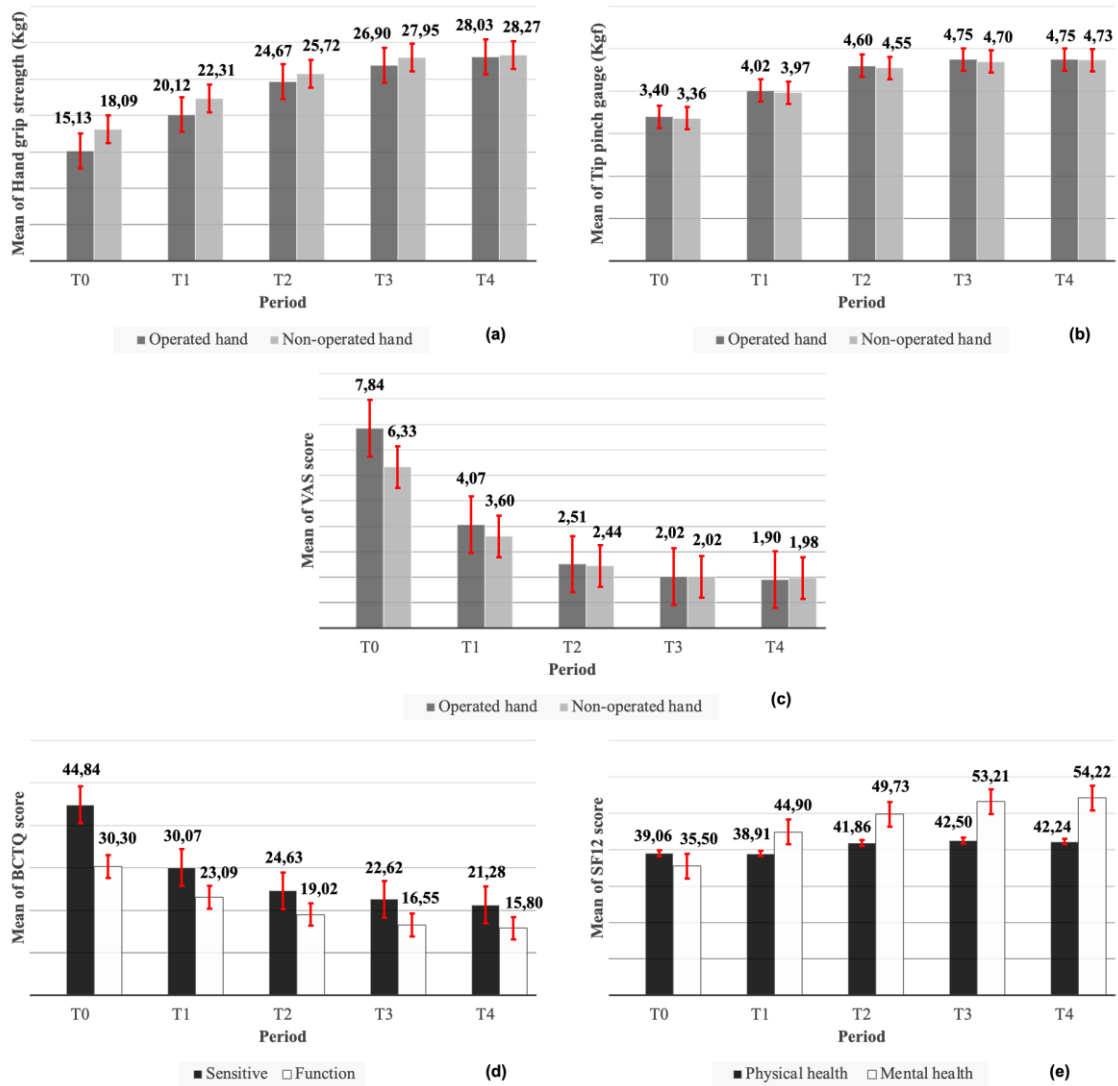 Mean of Hand grip strength (Kgf)
15,13 18,09 20,12 22,31 24,67 25,72 26,90 27,95 28,03 28,27
T0 T1 T2 T3 T4
Period
Operated hand Non-operated hand (a)
Mean of Tip pinch gauge (Kgf)
3,40 3,36 4,02 3,97 4,60 4,55 4,75 4,70 4,75 4,73
T0 T1 T2 T3 T4
Period
Operated hand Non-operated hand (b)
Mean of VAS score
7,84 6,33 4,07 3,60 2,51 2,44 2,02 2,02 1,90 1,98
T0 T1 T2 T3 T4
Period
Operated hand Non-operated hand (c)
Mean of BCTQ score
44,84 30,30 30,07 23,09 24,63 19,02 22,62 16,55 21,28 15,80
T0 T1 T2 T3 T4
Period
Sensitive Function (d)
Mean of SF12 score
39,06 35,50 38,91 44,90 41,86 49,73 42,50 53,21 42,24 54,22
T0 T1 T2 T3 T4
Period
Physical health Mental health (e)